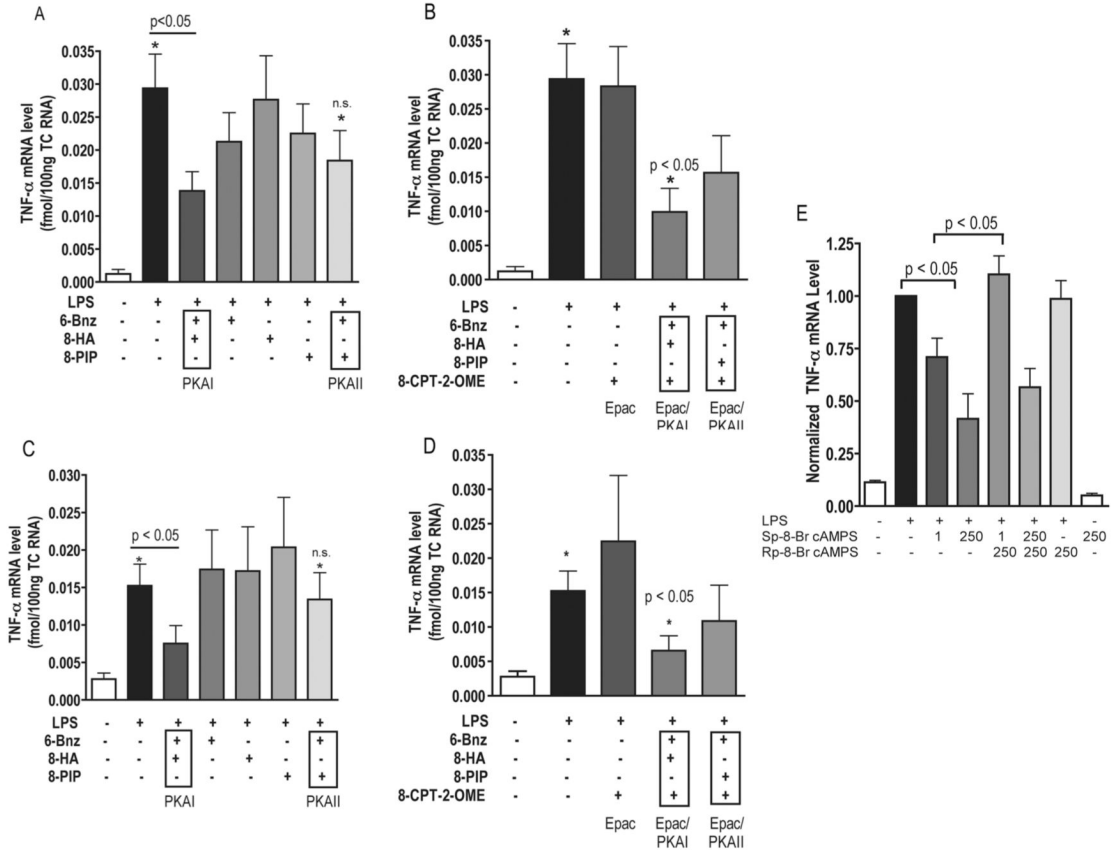 A
p<0.05
*
n.s.
*
TNF-α mRNA level
(fmol/100ng TC RNA)
0.035
0.030
0.025
0.020
0.015
0.010
0.005
0.000
LPS - + + + + + +
6-Bnz - - + + - - +
8-HA - - + - + - -
8-PIP - - - - - + +
PKAI PKAII
B
*
p < 0.05
*
TNF-α mRNA level
(fmol/100ng TC RNA)
0.035
0.030
0.025
0.020
0.015
0.010
0.005
0.000
LPS - + + + +
6-Bnz - - - + +
8-HA - - - + -
8-PIP - - - - +
8-CPT-2-OME - - + + +
Epac Epac/ Epac/
PKAI PKAII
C
p < 0.05
*
n.s.
*
TNF-α mRNA level
(fmol/100ng TC RNA)
0.030
0.025
0.020
0.015
0.010
0.005
0.000
LPS - + + + + + +
6-Bnz - - + + - - +
8-HA - - + - + - -
8-PIP - - - - - + +
PKAI PKAII
D
*
p < 0.05
*
TNF-α mRNA level
(fmol/100ng TC RNA)
0.030
0.025
0.020
0.015
0.010
0.005
0.000
LPS - + + + +
6-Bnz - - - + +
8-HA - - - + -
8-PIP - - - - +
8-CPT-2-OME - - + + +
Epac Epac/ Epac/
PKAI PKAII
E
p < 0.05
p < 0.05
Normalized TNF-α mRNA Level
1.25
1.00
0.75
0.50
0.25
0.00
LPS - + + + + + + -
Sp-8-Br cAMPS - - 1 250 1 250 - 250
Rp-8-Br cAMPS - - - - 250 250 250 -